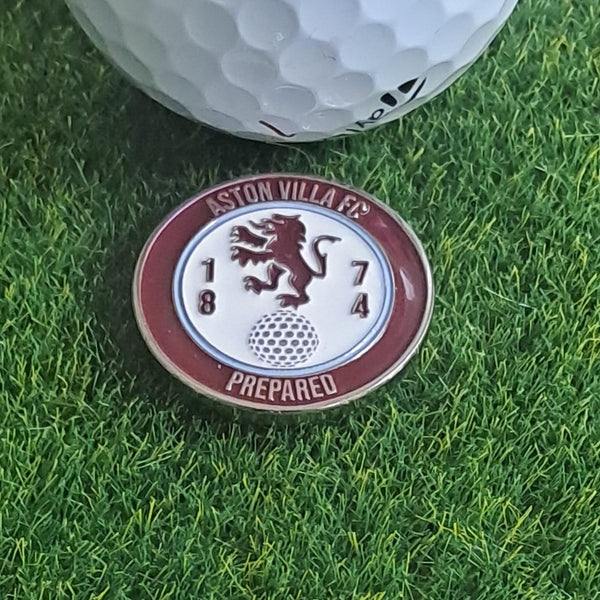 ASTON VILLA FC
1 7
8 4
PREPARED